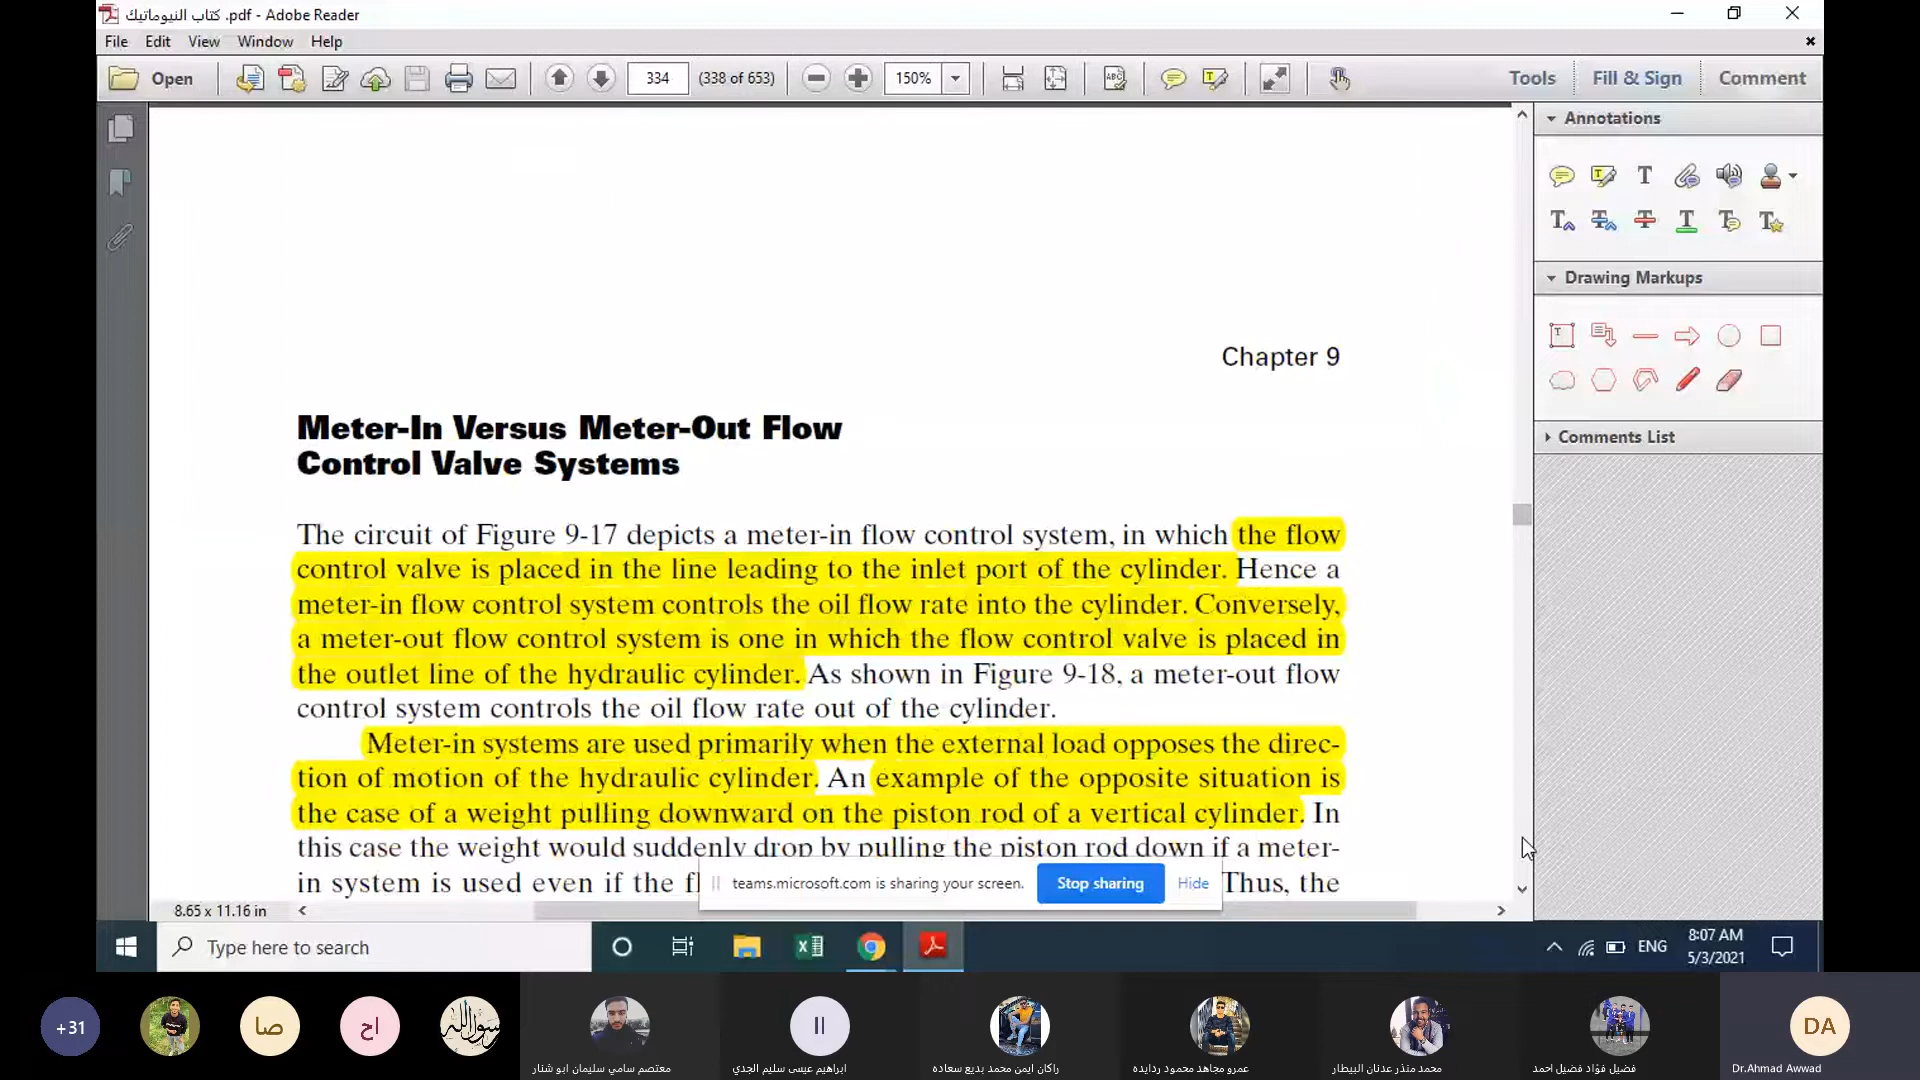 كتاب النيوماتيك .pdf - Adobe Reader
File Edit View Window Help
Open 334 (338 of 653) 150% Tools Fill & Sign Comment
Annotations
Drawing Markups
Comments List
Chapter 9
Meter-In Versus Meter-Out Flow
Control Valve Systems
The circuit of Figure 9-17 depicts a meter-in flow control system, in which the flow
control valve is placed in the line leading to the inlet port of the cylinder. Hence a
meter-in flow control system controls the oil flow rate into the cylinder. Conversely,
a meter-out flow control system is one in which the flow control valve is placed in
the outlet line of the hydraulic cylinder. As shown in Figure 9-18, a meter-out flow
control system controls the oil flow rate out of the cylinder.
Meter-in systems are used primarily when the external load opposes the direc-
tion of motion of the hydraulic cylinder. An example of the opposite situation is
the case of a weight pulling downward on the piston rod of a vertical cylinder. In
this case the weight would suddenly drop by pulling the piston rod down if a meter-
in system is used even if the fl Thus, the
teams.microsoft.com is sharing your screen. Stop sharing Hide
8.65 x 11.16 in
Type here to search
ENG
8:07 AM
5/3/2021
+31
صا
اح
DA
معتصم سامي سليمان ابو شنار
ابراهيم عيسى سليم الجدي
راكان ايمن محمد بديع سعاده
عمرو مجاهد محمود ردايده
محمد منذر عدنان البيطار
فضيل فؤاد فضيل احمد
Dr.Ahmad Awwad